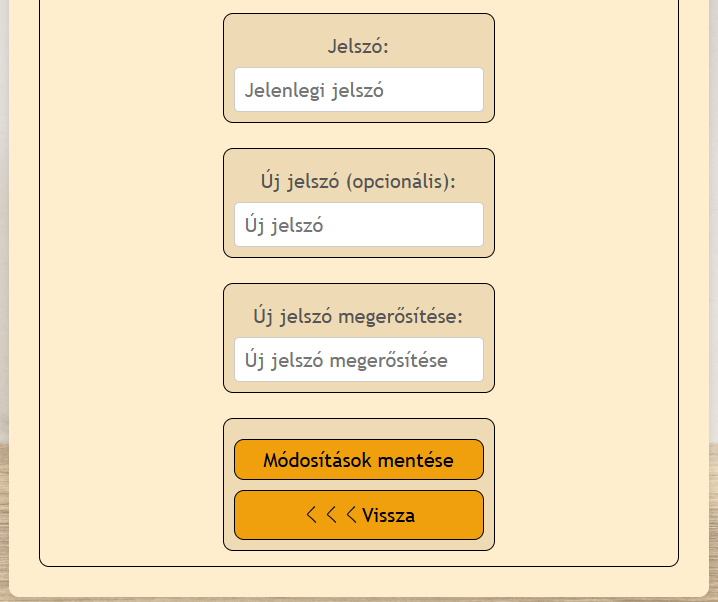 Jelszó:
Jelenlegi jelszó
Új jelszó (opcionális):
Új jelszó
Új jelszó megerősítése:
Új jelszó megerősítése
Módosítások mentése
< < < Vissza